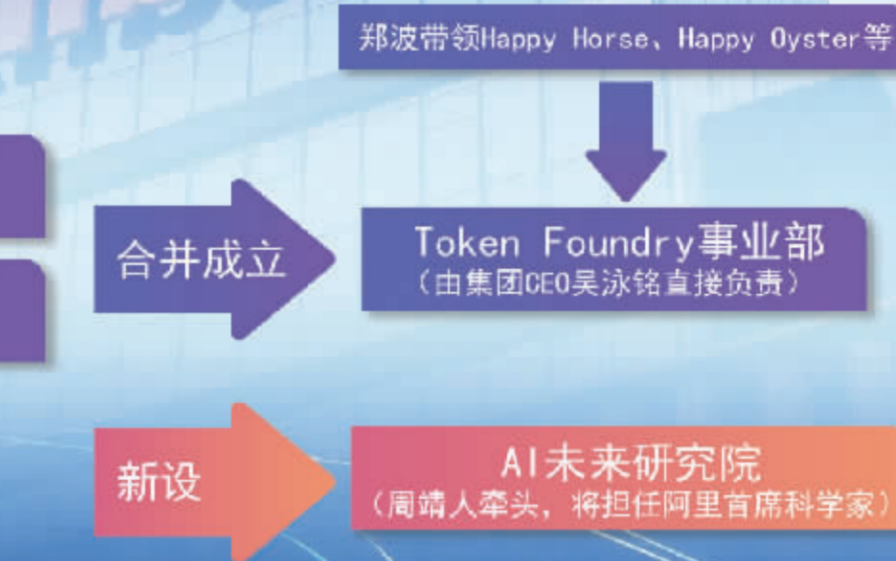 郑波带领Happy Horse、Happy Oyster等
合并成立
Token Foundry事业部
（由集团CEO吴泳铭直接负责）
新设
AI未来研究院
（周靖人牵头，将担任阿里首席科学家）